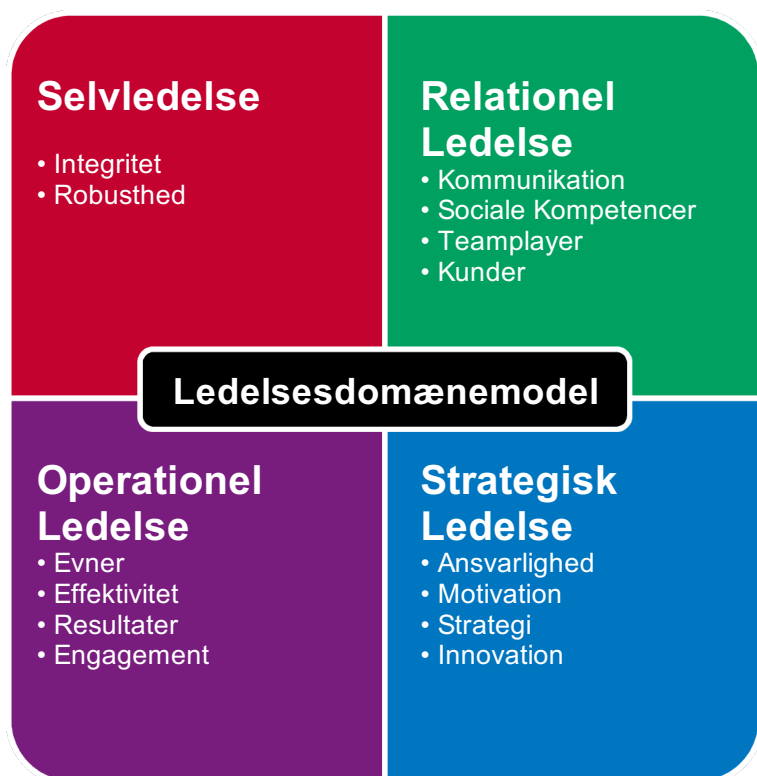 Selvledelse
• Integritet
• Robusthed
Relationel
Ledelse
• Kommunikation
• Sociale Kompetencer
• Teamplayer
• Kunder
Ledelsesdomænemodel
Operationel
Ledelse
• Evner
• Effektivitet
• Resultater
• Engagement
Strategisk
Ledelse
• Ansvarlighed
• Motivation
• Strategi
• Innovation